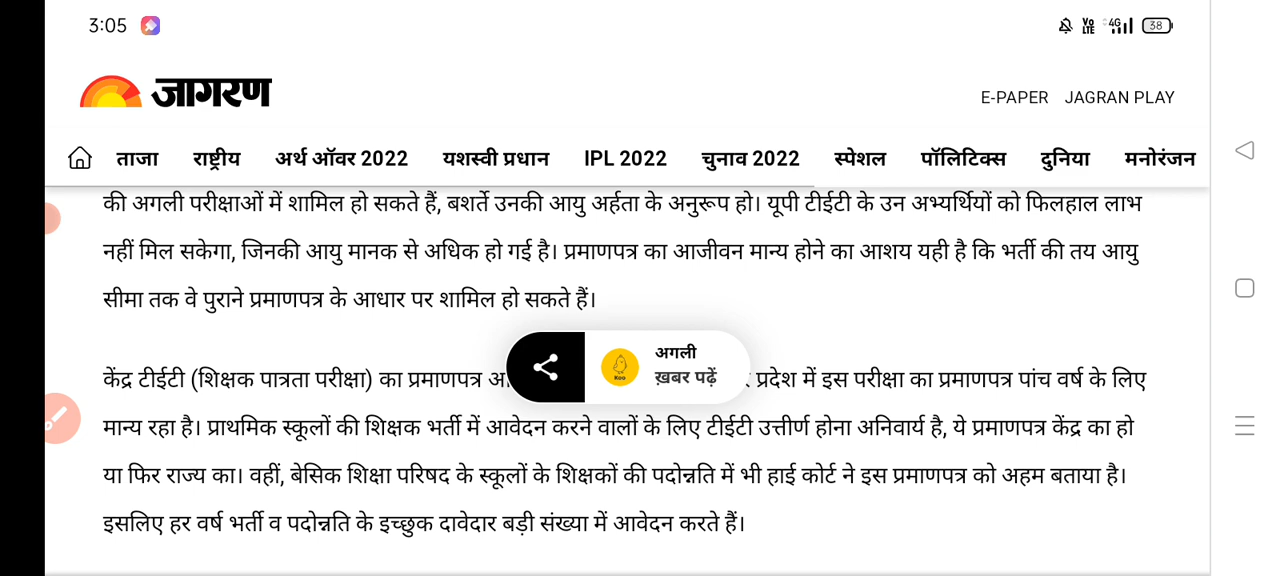 3:05
Vo LTE 4G 38
जागरण
E-PAPER JAGRAN PLAY
ताजा राष्ट्रीय अर्थ ऑवर 2022 यशस्वी प्रधान IPL 2022 चुनाव 2022 स्पेशल पॉलिटिक्स दुनिया मनोरंजन
की अगली परीक्षाओं में शामिल हो सकते हैं, बशर्ते उनकी आयु अर्हता के अनुरूप हो। यूपी टीईटी के उन अभ्यर्थियों को फिलहाल लाभ
नहीं मिल सकेगा, जिनकी आयु मानक से अधिक हो गई है। प्रमाणपत्र का आजीवन मान्य होने का आशय यही है कि भर्ती की तय आयु
सीमा तक वे पुराने प्रमाणपत्र के आधार पर शामिल हो सकते हैं।
Koo
अगली
ख़बर पढ़ें
केंद्र टीईटी (शिक्षक पात्रता परीक्षा) का प्रमाणपत्र प्रदेश में इस परीक्षा का प्रमाणपत्र पांच वर्ष के लिए
मान्य रहा है। प्राथमिक स्कूलों की शिक्षक भर्ती में आवेदन करने वालों के लिए टीईटी उत्तीर्ण होना अनिवार्य है, ये प्रमाणपत्र केंद्र का हो
या फिर राज्य का। वहीं, बेसिक शिक्षा परिषद के स्कूलों के शिक्षकों की पदोन्नति में भी हाई कोर्ट ने इस प्रमाणपत्र को अहम बताया है।
इसलिए हर वर्ष भर्ती व पदोन्नति के इच्छुक दावेदार बड़ी संख्या में आवेदन करते हैं।